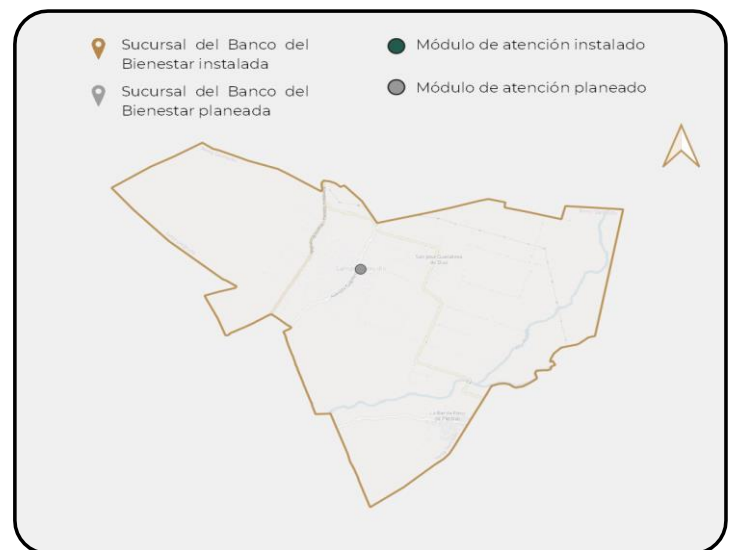 Sucursal del Banco del
Bienestar instalada
Módulo de atención instalado
Sucursal del Banco del
Bienestar planeada
Módulo de atención planeado